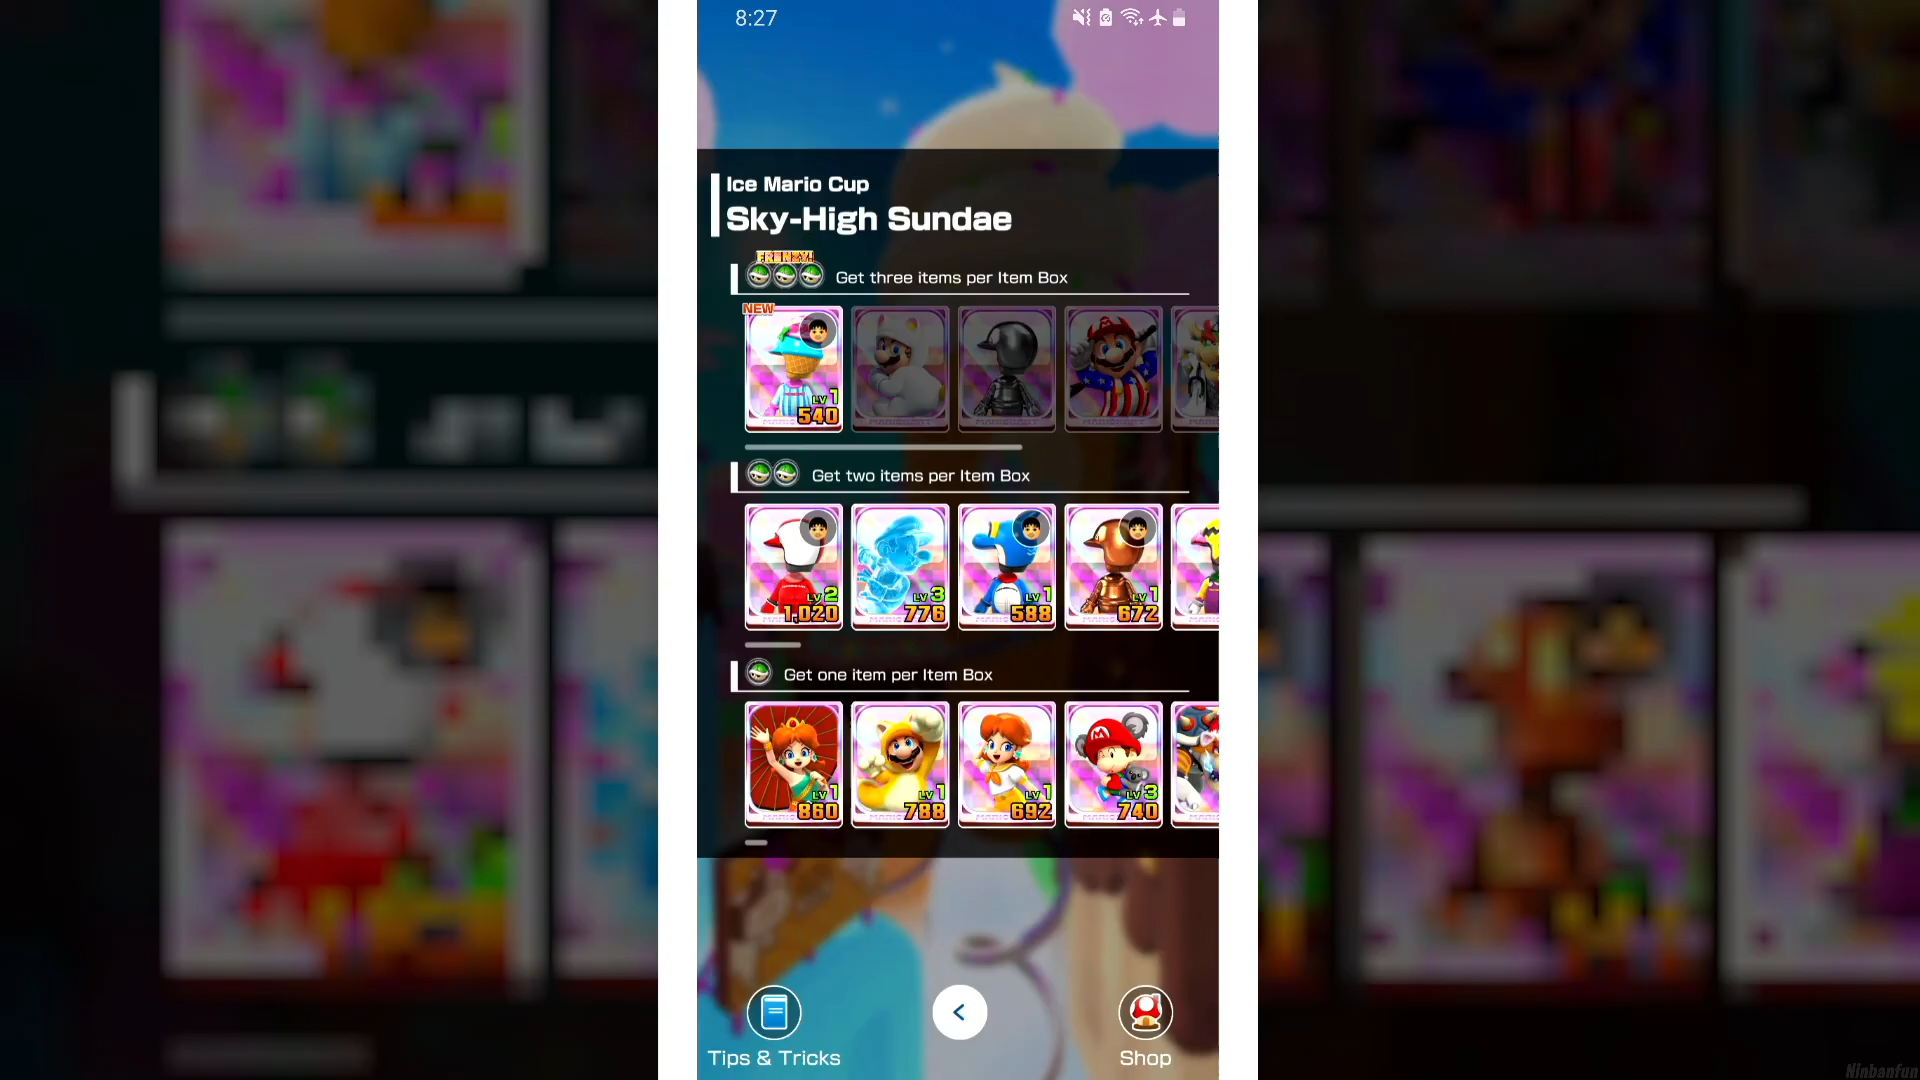 8:27
Ice Mario Cup
Sky-High Sundae
FRENZY!
Get three items per Item Box
NEW
LV 1
540
Get two items per Item Box
LV 2
1,020
LV 3
776
LV 1
588
LV 1
672
Get one item per Item Box
LV 1
860
LV 1
788
LV 1
692
LV 3
740
Tips & Tricks
Shop
Ninbanfun